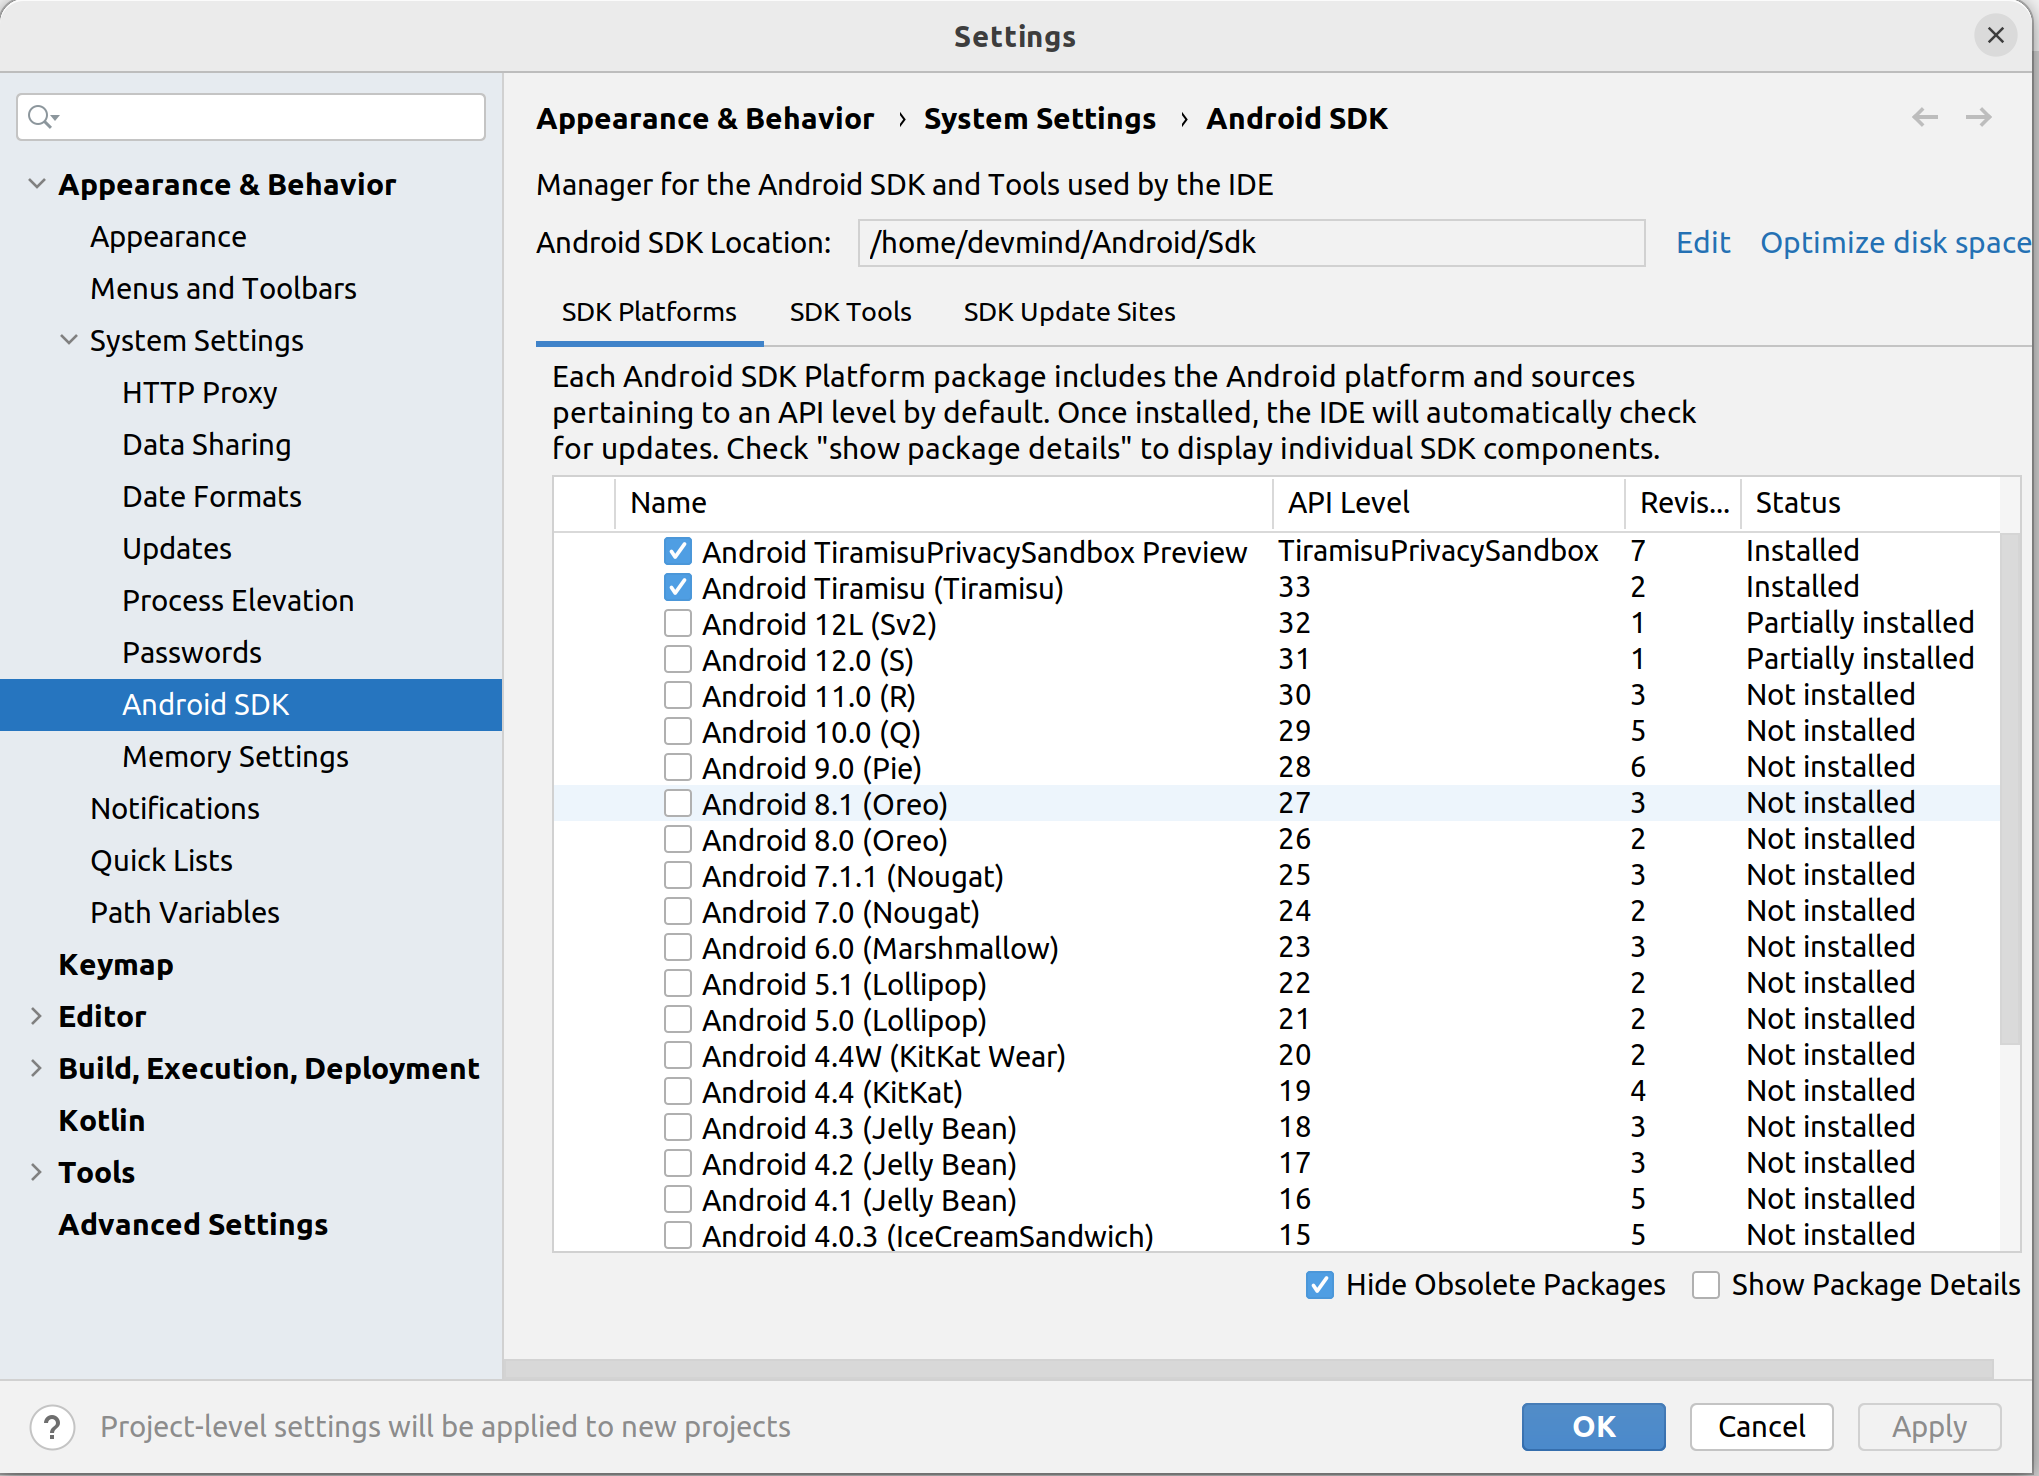 Settings
Appearance & Behavior
Appearance
Menus and Toolbars
System Settings
HTTP Proxy
Data Sharing
Date Formats
Updates
Process Elevation
Passwords
Android SDK
Memory Settings
Notifications
Quick Lists
Path Variables
Keymap
Editor
Build, Execution, Deployment
Kotlin
Tools
Advanced Settings
Appearance & Behavior › System Settings › Android SDK
Manager for the Android SDK and Tools used by the IDE
Android SDK Location: /home/devmind/Android/Sdk Edit Optimize disk space
SDK Platforms SDK Tools SDK Update Sites
Each Android SDK Platform package includes the Android platform and sources
pertaining to an API level by default. Once installed, the IDE will automatically check
for updates. Check "show package details" to display individual SDK components.
Name API Level Revis... Status
Android TiramisuPrivacySandbox Preview TiramisuPrivacySandbox 7 Installed
Android Tiramisu (Tiramisu) 33 2 Installed
Android 12L (Sv2) 32 1 Partially installed
Android 12.0 (S) 31 1 Partially installed
Android 11.0 (R) 30 3 Not installed
Android 10.0 (Q) 29 5 Not installed
Android 9.0 (Pie) 28 6 Not installed
Android 8.1 (Oreo) 27 3 Not installed
Android 8.0 (Oreo) 26 2 Not installed
Android 7.1.1 (Nougat) 25 3 Not installed
Android 7.0 (Nougat) 24 2 Not installed
Android 6.0 (Marshmallow) 23 3 Not installed
Android 5.1 (Lollipop) 22 2 Not installed
Android 5.0 (Lollipop) 21 2 Not installed
Android 4.4W (KitKat Wear) 20 2 Not installed
Android 4.4 (KitKat) 19 4 Not installed
Android 4.3 (Jelly Bean) 18 3 Not installed
Android 4.2 (Jelly Bean) 17 3 Not installed
Android 4.1 (Jelly Bean) 16 5 Not installed
Android 4.0.3 (IceCreamSandwich) 15 5 Not installed
Hide Obsolete Packages Show Package Details
? Project-level settings will be applied to new projects
OK Cancel Apply